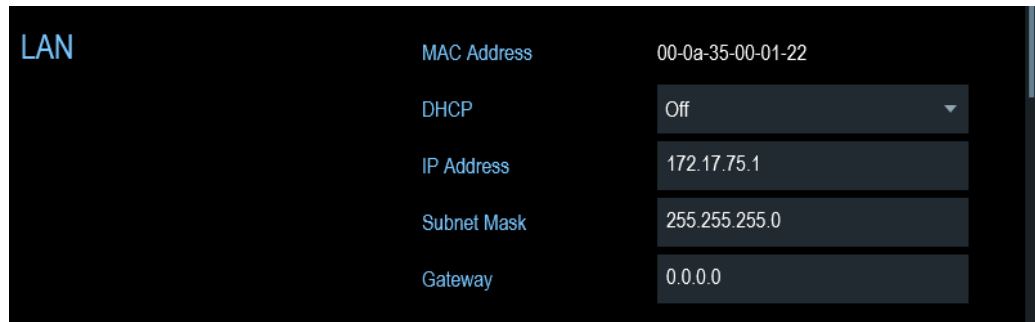 LAN
MAC Address 00-0a-35-00-01-22
DHCP Off
IP Address 172.17.75.1
Subnet Mask 255.255.255.0
Gateway 0.0.0.0